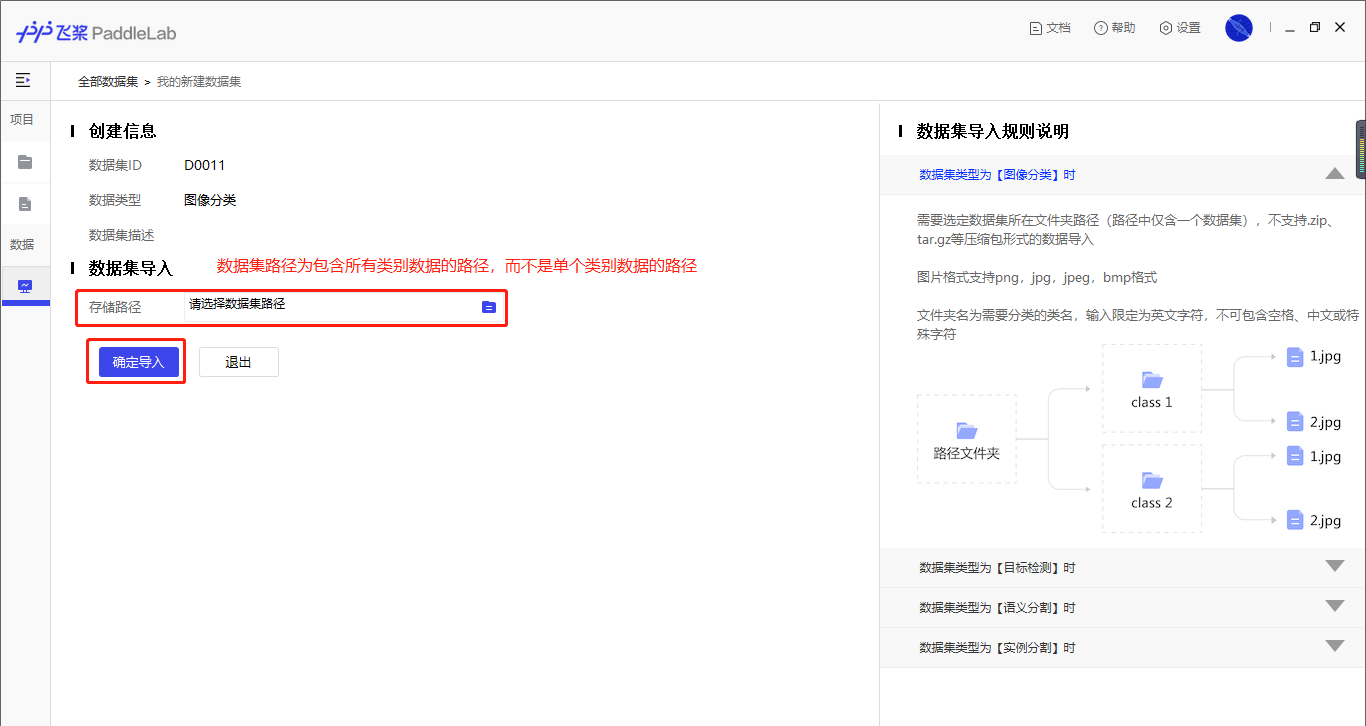 飞桨 PaddleLab
文档
帮助
设置
全部数据集 > 我的新建数据集
项目
数据
创建信息
数据集ID D0011
数据类型 图像分类
数据集描述
数据集导入
数据集路径为包含所有类别数据的路径，而不是单个类别数据的路径
存储路径 请选择数据集路径
确定导入
退出
数据集导入规则说明
数据集类型为【图像分类】时
需要选定数据集所在文件夹路径（路径中仅含一个数据集），不支持.zip、
tar.gz等压缩包形式的数据导入
图片格式支持png，jpg，jpeg，bmp格式
文件夹名为需要分类的类名，输入限定为英文字符，不可包含空格、中文或特
殊字符
路径文件夹
class 1
1.jpg
2.jpg
class 2
1.jpg
2.jpg
数据集类型为【目标检测】时
数据集类型为【语义分割】时
数据集类型为【实例分割】时